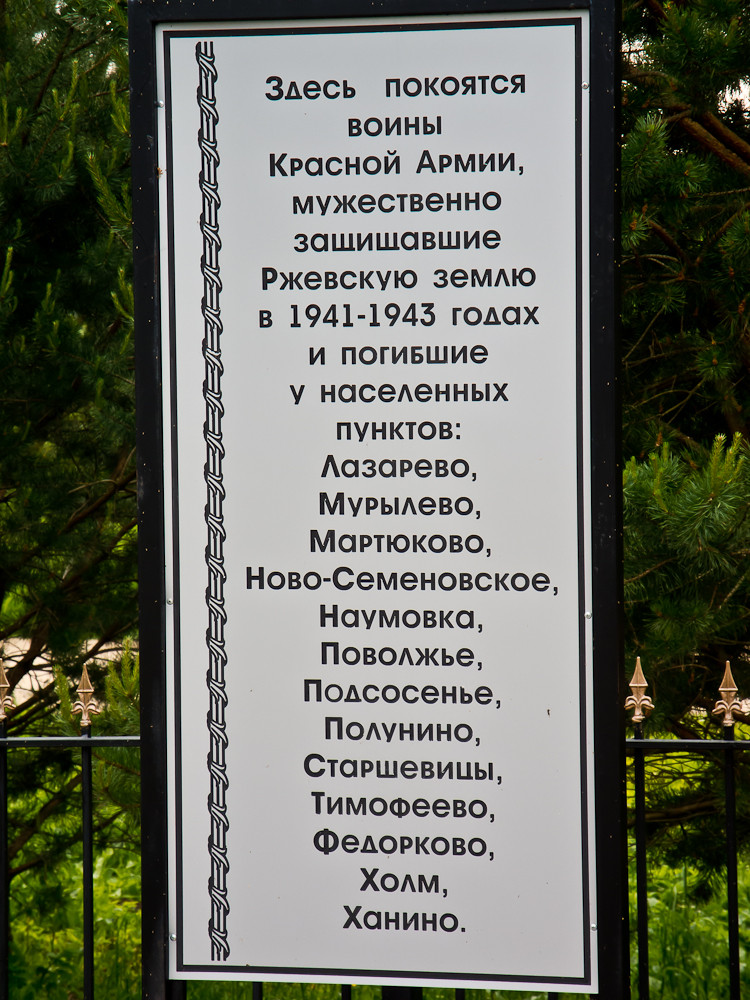 Здесь покоятся
воины
Красной Армии,
мужественно
защищавшие
Ржевскую землю
в 1941-1943 годах
и погибшие
у населенных
пунктов:
Лазарево,
Мурылево,
Мартюково,
Ново-Семеновское,
Наумовка,
Поволжье,
Подсосенье,
Полунино,
Старшевицы,
Тимофеево,
Федорково,
Холм,
Ханино.